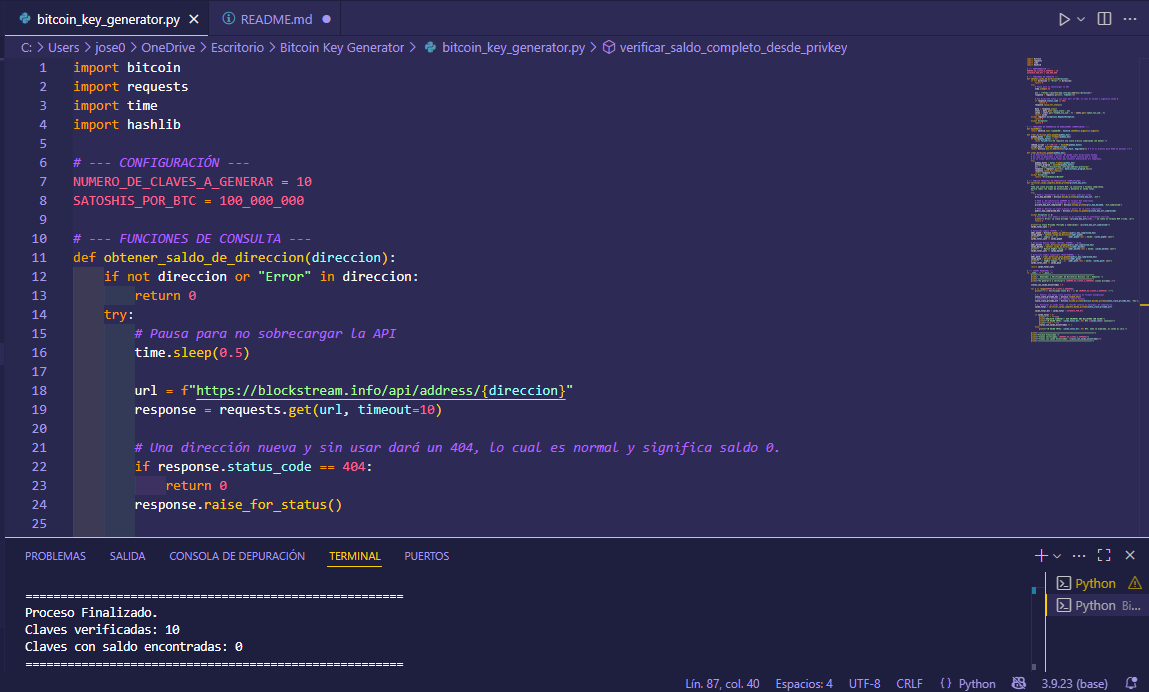 bitcoin_key_generator.py
README.md
C: > Users > jose0 > OneDrive > Escritorio > Bitcoin Key Generator > bitcoin_key_generator.py > verificar_saldo_completo_desde_privkey
1 import bitcoin
2 import requests
3 import time
4 import hashlib
5
6 # --- CONFIGURACIÓN ---
7 NUMERO_DE_CLAVES_A_GENERAR = 10
8 SATOSHIS_POR_BTC = 100_000_000
9
10 # --- FUNCIONES DE CONSULTA ---
11 def obtener_saldo_de_direccion(direccion):
12     if not direccion or "Error" in direccion:
13         return 0
14     try:
15         # Pausa para no sobrecargar la API
16         time.sleep(0.5)
17
18         url = f"https://blockstream.info/api/address/{direccion}"
19         response = requests.get(url, timeout=10)
20
21         # Una dirección nueva y sin usar dará un 404, lo cual es normal y significa saldo 0.
22         if response.status_code == 404:
23             return 0
24         response.raise_for_status()
25
PROBLEMAS SALIDA CONSOLA DE DEPURACIÓN TERMINAL PUERTOS
======================================================
Proceso Finalizado.
Claves verificadas: 10
Claves con saldo encontradas: 0
======================================================
Python
Python Bi...
Lín. 87, col. 40 Espacios: 4 UTF-8 CRLF {} Python 3.9.23 (base)